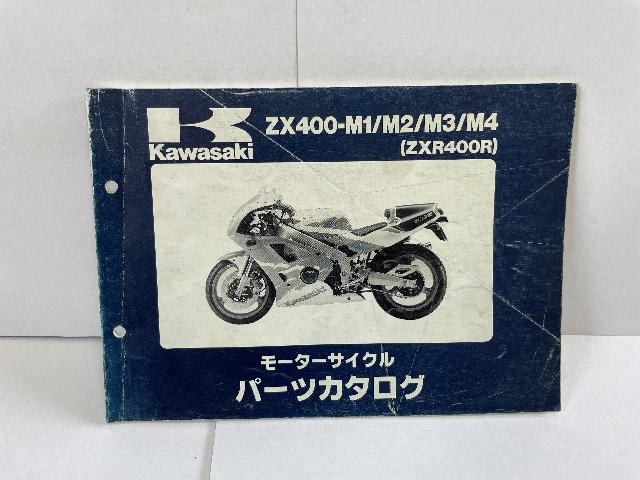 ZX400-M1/M2/M3/M4
(ZXR400R)
Kawasaki
Kawasaki
モーターサイクル
パーツカタログ